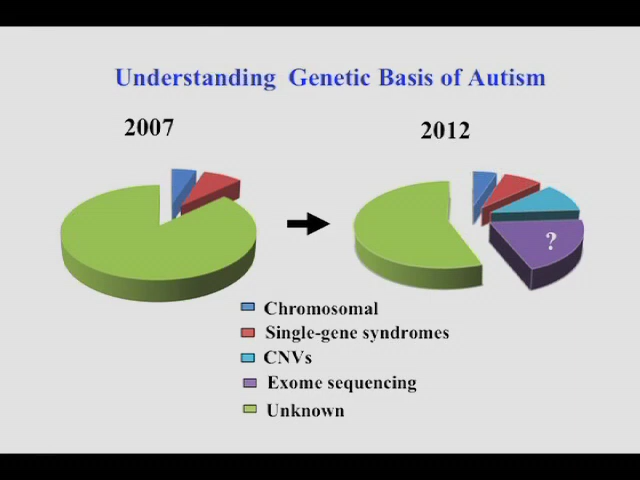 Understanding Genetic Basis of Autism
2007
2012
?
Chromosomal
Single-gene syndromes
CNVs
Exome sequencing
Unknown